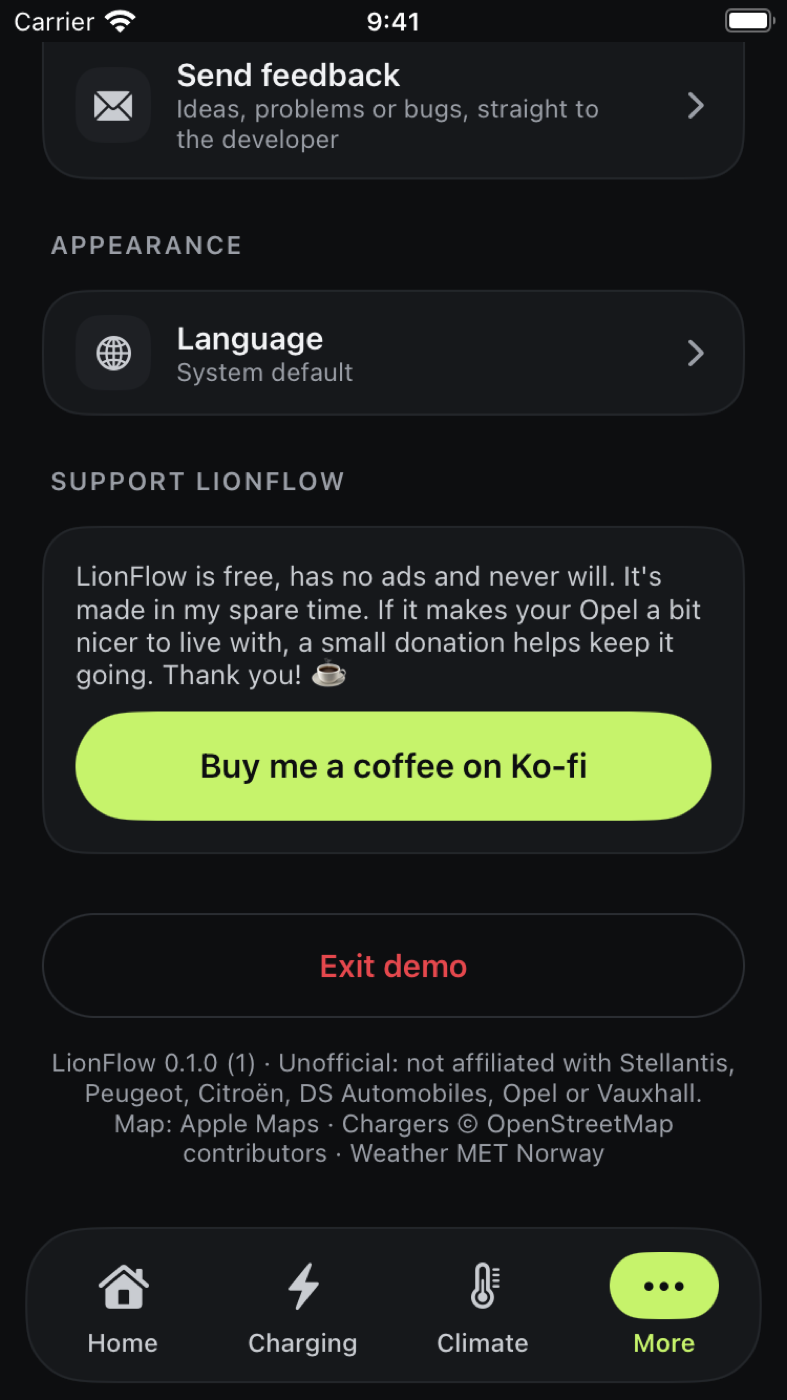 Carrier 9:41
Send feedback
Ideas, problems or bugs, straight to
the developer
APPEARANCE
Language
System default
SUPPORT LIONFLOW
LionFlow is free, has no ads and never will. It's
made in my spare time. If it makes your Opel a bit
nicer to live with, a small donation helps keep it
going. Thank you! ☕
Buy me a coffee on Ko-fi
Exit demo
LionFlow 0.1.0 (1) · Unofficial: not affiliated with Stellantis,
Peugeot, Citroën, DS Automobiles, Opel or Vauxhall.
Map: Apple Maps · Chargers © OpenStreetMap
contributors · Weather MET Norway
Home Charging Climate More